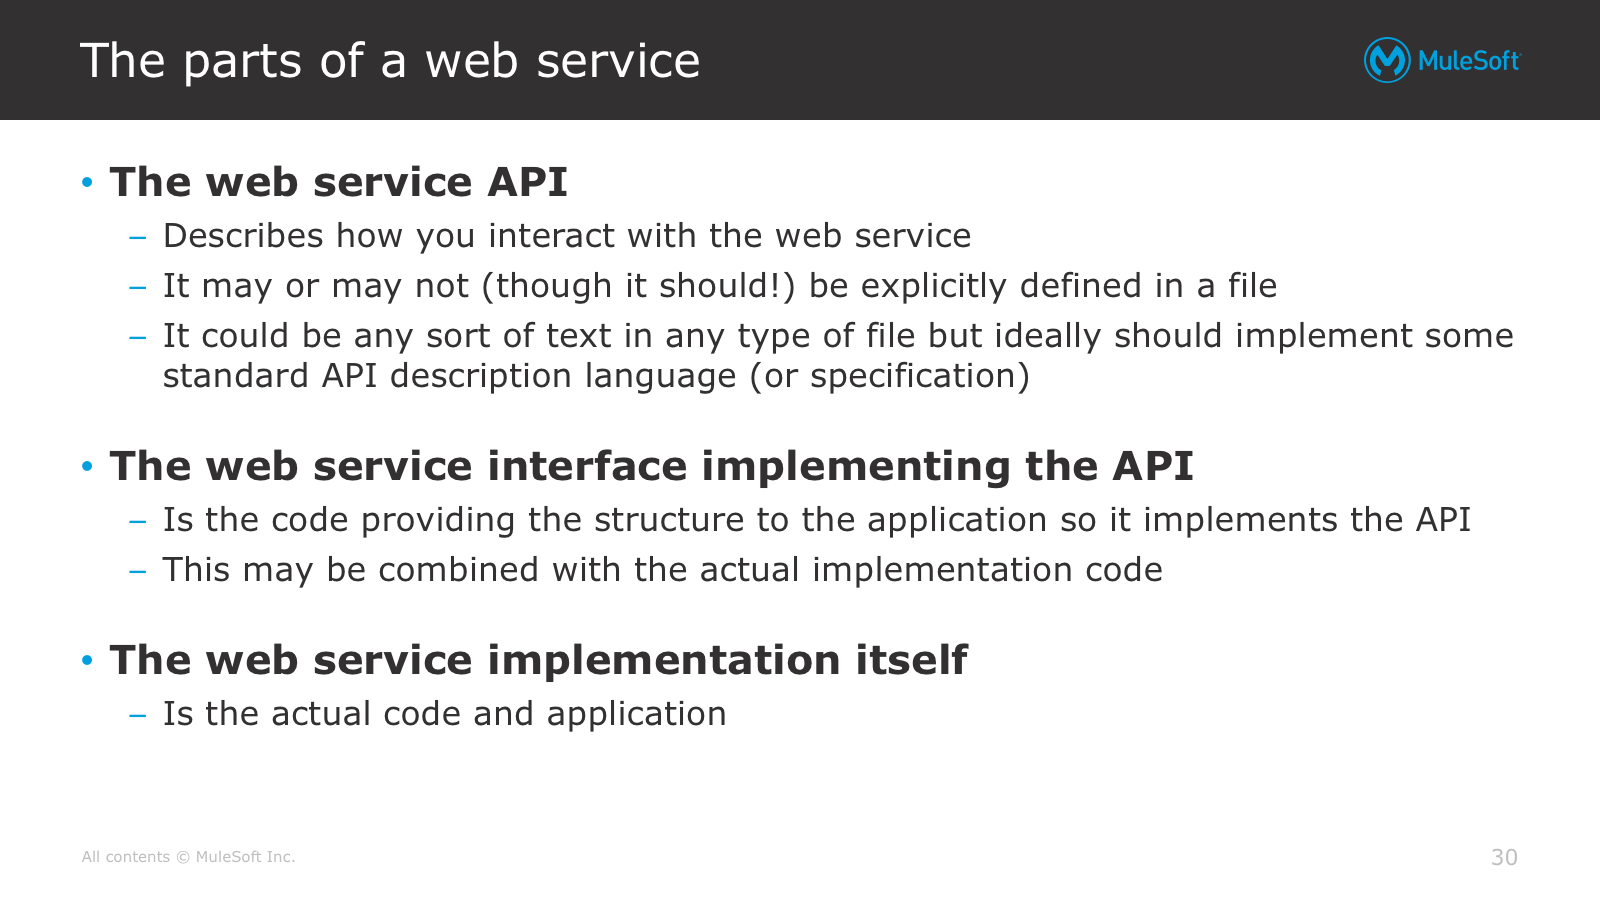 The parts of a web service
MuleSoft
• The web service API
– Describes how you interact with the web service
– It may or may not (though it should!) be explicitly defined in a file
– It could be any sort of text in any type of file but ideally should implement some
standard API description language (or specification)
• The web service interface implementing the API
– Is the code providing the structure to the application so it implements the API
– This may be combined with the actual implementation code
• The web service implementation itself
– Is the actual code and application
All contents © MuleSoft Inc.
30